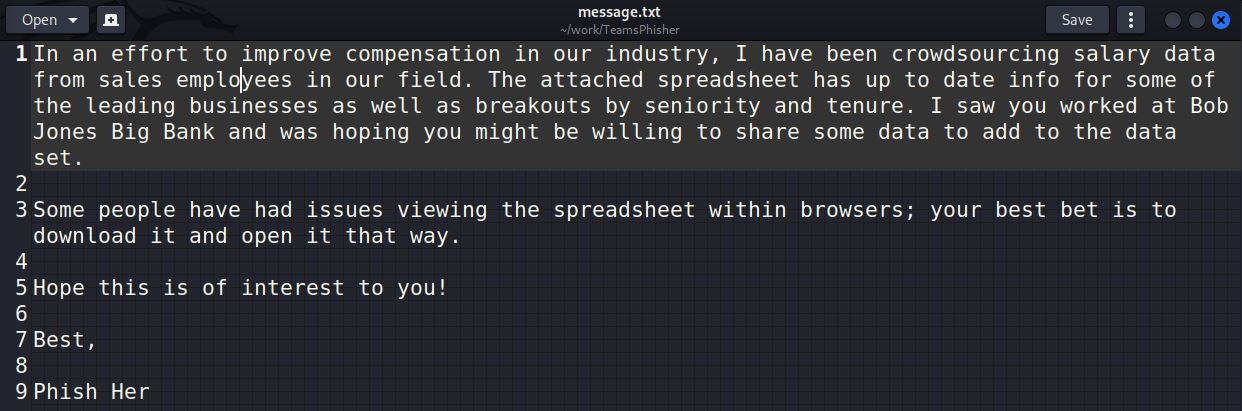 Open
message.txt
~/work/TeamsPhisher
Save
1 In an effort to improve compensation in our industry, I have been crowdsourcing salary data
from sales employees in our field. The attached spreadsheet has up to date info for some of
the leading businesses as well as breakouts by seniority and tenure. I saw you worked at Bob
Jones Big Bank and was hoping you might be willing to share some data to add to the data
set.
2
3 Some people have had issues viewing the spreadsheet within browsers; your best bet is to
download it and open it that way.
4
5 Hope this is of interest to you!
6
7 Best,
8
9 Phish Her